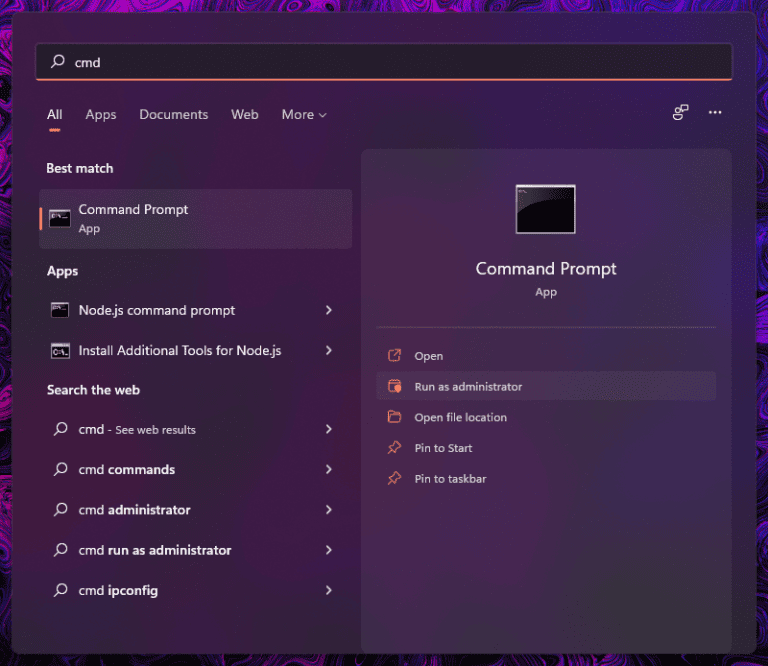 cmd
All Apps Documents Web More
Best match
Command Prompt
App
Apps
Node.js command prompt
Install Additional Tools for Node.js
Search the web
cmd - See web results
cmd commands
cmd administrator
cmd run as administrator
cmd ipconfig
Command Prompt
App
Open
Run as administrator
Open file location
Pin to Start
Pin to taskbar